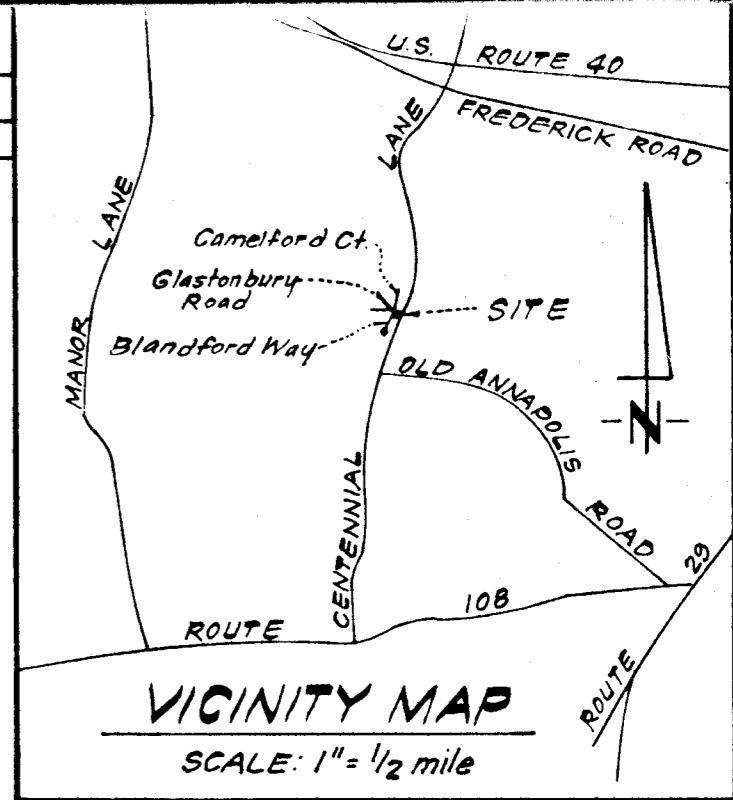 U.S. ROUTE 40
FREDERICK ROAD
MANOR LANE
CENTENNIAL LANE
Camelford Ct.
Glastonbury
Road
Blandford Way
SITE
OLD ANNAPOLIS ROAD
N
ROUTE 108
ROUTE 29
VICINITY MAP
SCALE: 1" = 1/2 mile